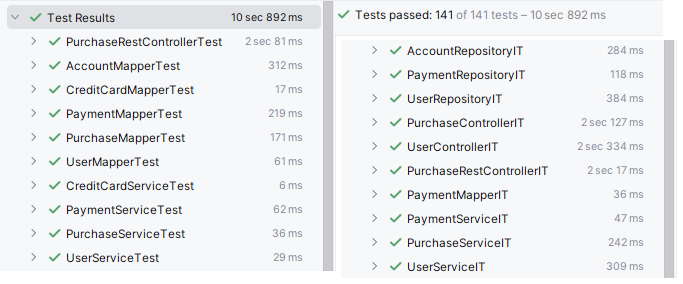 Test Results 10 sec 892 ms
PurchaseRestControllerTest 2 sec 81 ms
AccountMapperTest 312 ms
CreditCardMapperTest 17 ms
PaymentMapperTest 219 ms
PurchaseMapperTest 171 ms
UserMapperTest 61 ms
CreditCardServiceTest 6 ms
PaymentServiceTest 62 ms
PurchaseServiceTest 36 ms
UserServiceTest 29 ms
Tests passed: 141 of 141 tests – 10 sec 892 ms
AccountRepositoryIT 284 ms
PaymentRepositoryIT 118 ms
UserRepositoryIT 384 ms
PurchaseControllerIT 2 sec 127 ms
UserControllerIT 2 sec 334 ms
PurchaseRestControllerIT 2 sec 17 ms
PaymentMapperIT 36 ms
PaymentServiceIT 47 ms
PurchaseServiceIT 242 ms
UserServiceIT 309 ms